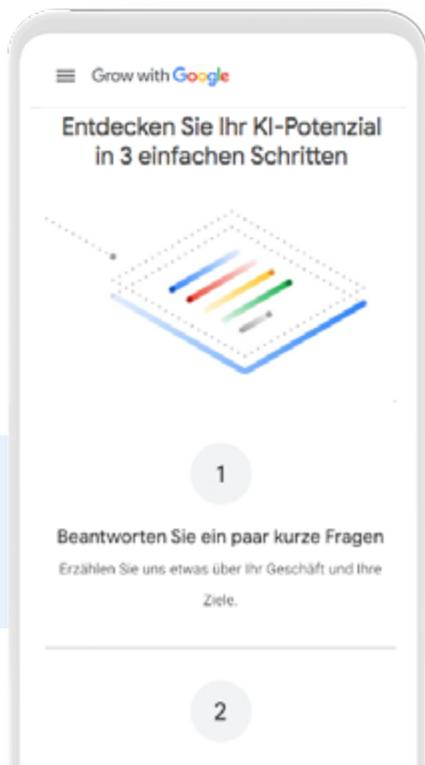 Grow with Google
Entdecken Sie Ihr KI-Potenzial
in 3 einfachen Schritten
1
Beantworten Sie ein paar kurze Fragen
Erzählen Sie uns etwas über Ihr Geschäft und Ihre
Ziele.
2